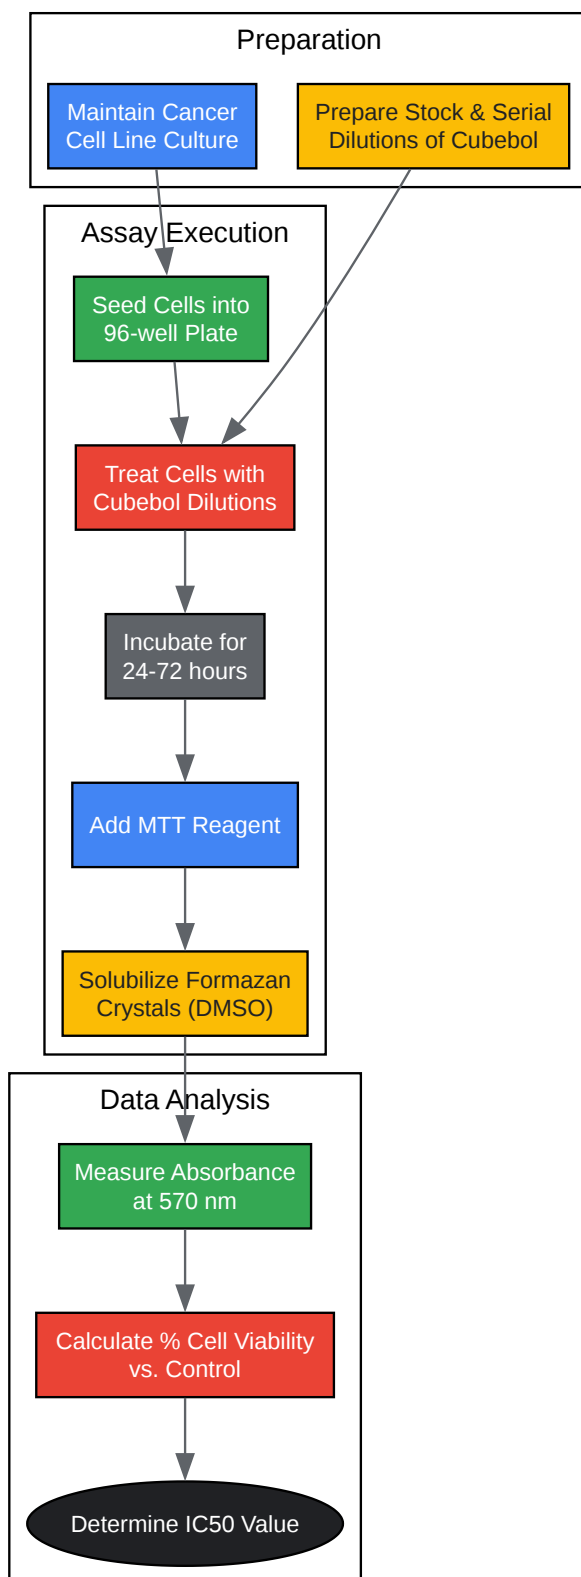 Preparation
Maintain Cancer
Cell Line Culture
Prepare Stock & Serial
Dilutions of Cubebol
Assay Execution
Seed Cells into
96-well Plate
Treat Cells with
Cubebol Dilutions
Incubate for
24-72 hours
Add MTT Reagent
Solubilize Formazan
Crystals (DMSO)
Data Analysis
Measure Absorbance
at 570 nm
Calculate % Cell Viability
vs. Control
Determine IC50 Value